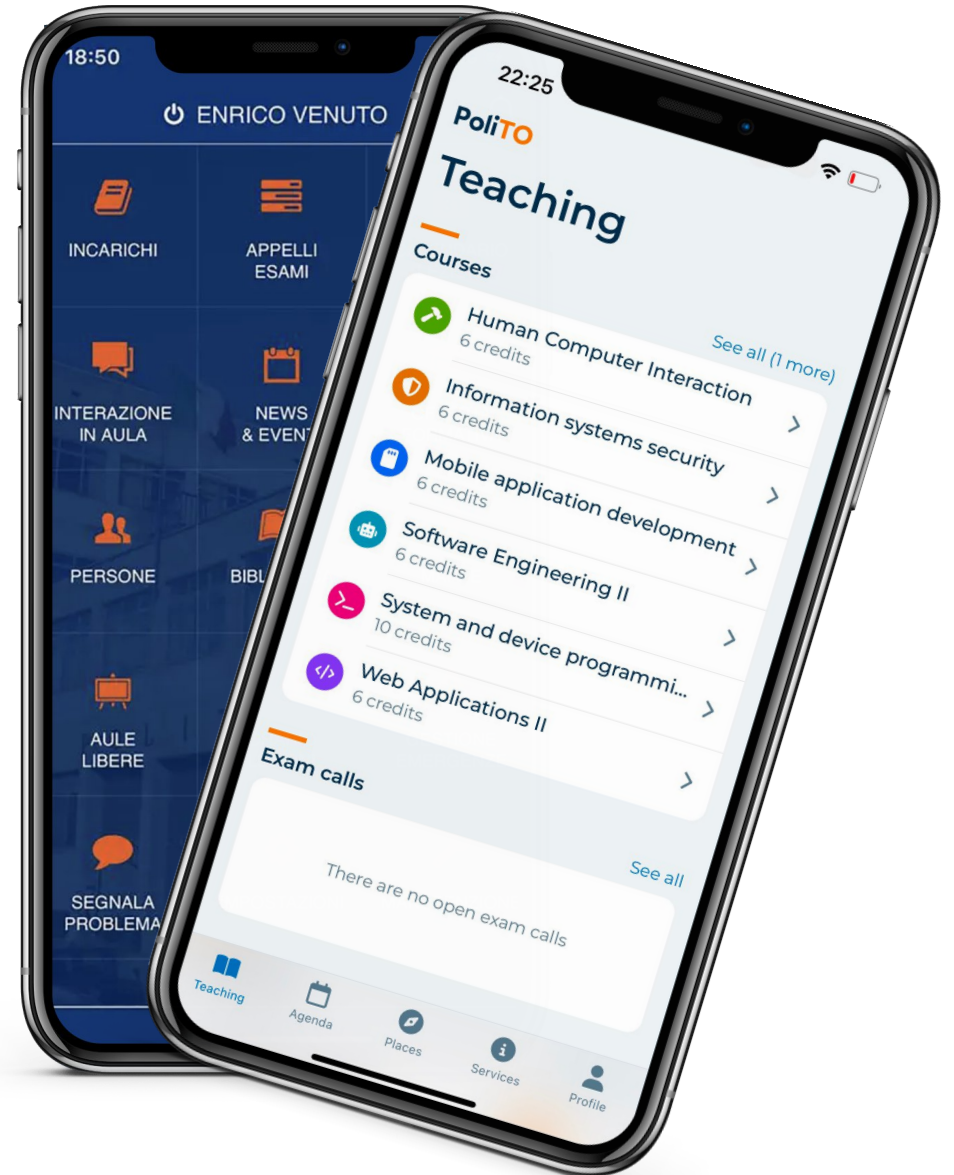 18:50
ENRICO VENUTO
INCARICHI
APPELLI
ESAMI
INTERAZIONE
IN AULA
NEWS
& EVEN
PERSONE
BIBL
AULE
LIBERE
SEGNALA
PROBLEMA
22:25
PoliTO
Teaching
Courses
See all (1 more)
Human Computer Interaction
6 credits
Information systems security
6 credits
Mobile application development
6 credits
Software Engineering II
6 credits
System and device programmi...
10 credits
Web Applications II
6 credits
Exam calls
See all
There are no open exam calls
Teaching
Agenda
Places
Services
Profile